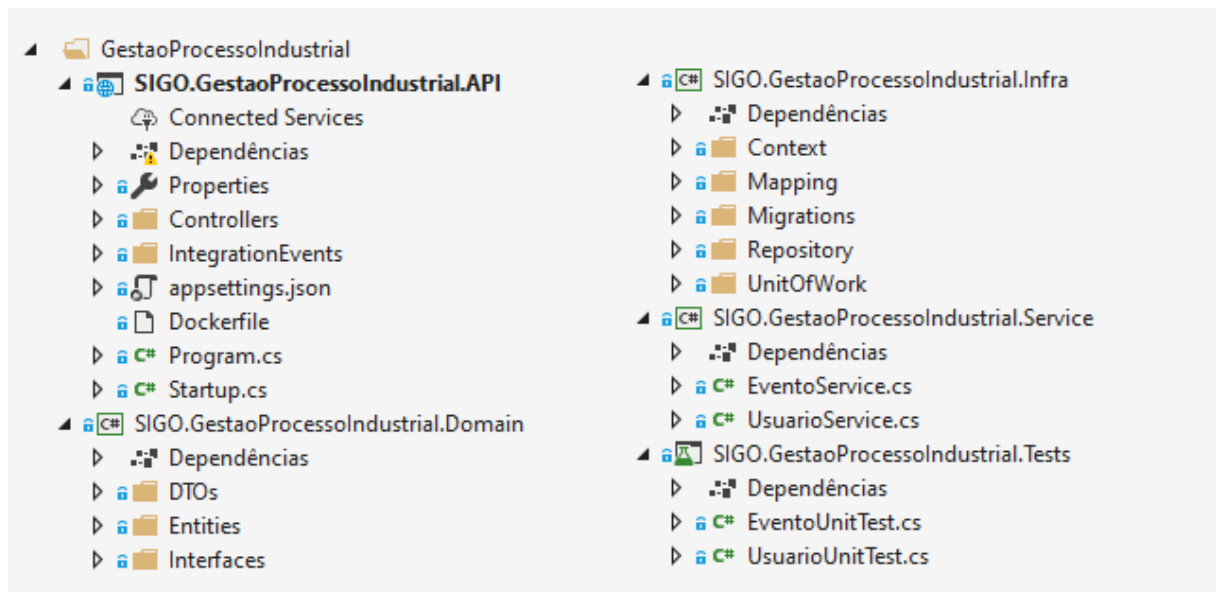 GestaoProcessoIndustrial
SIGO.GestaoProcessoIndustrial.API
Connected Services
Dependências
Properties
Controllers
IntegrationEvents
appsettings.json
Dockerfile
C# Program.cs
C# Startup.cs
C# SIGO.GestaoProcessoIndustrial.Domain
Dependências
DTOs
Entities
Interfaces
C# SIGO.GestaoProcessoIndustrial.Infra
Dependências
Context
Mapping
Migrations
Repository
UnitOfWork
C# SIGO.GestaoProcessoIndustrial.Service
Dependências
C# EventoService.cs
C# UsuarioService.cs
SIGO.GestaoProcessoIndustrial.Tests
Dependências
C# EventoUnitTest.cs
C# UsuarioUnitTest.cs